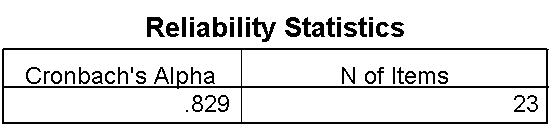 Reliability Statistics
Cronbach's Alpha N of Items
.829 23